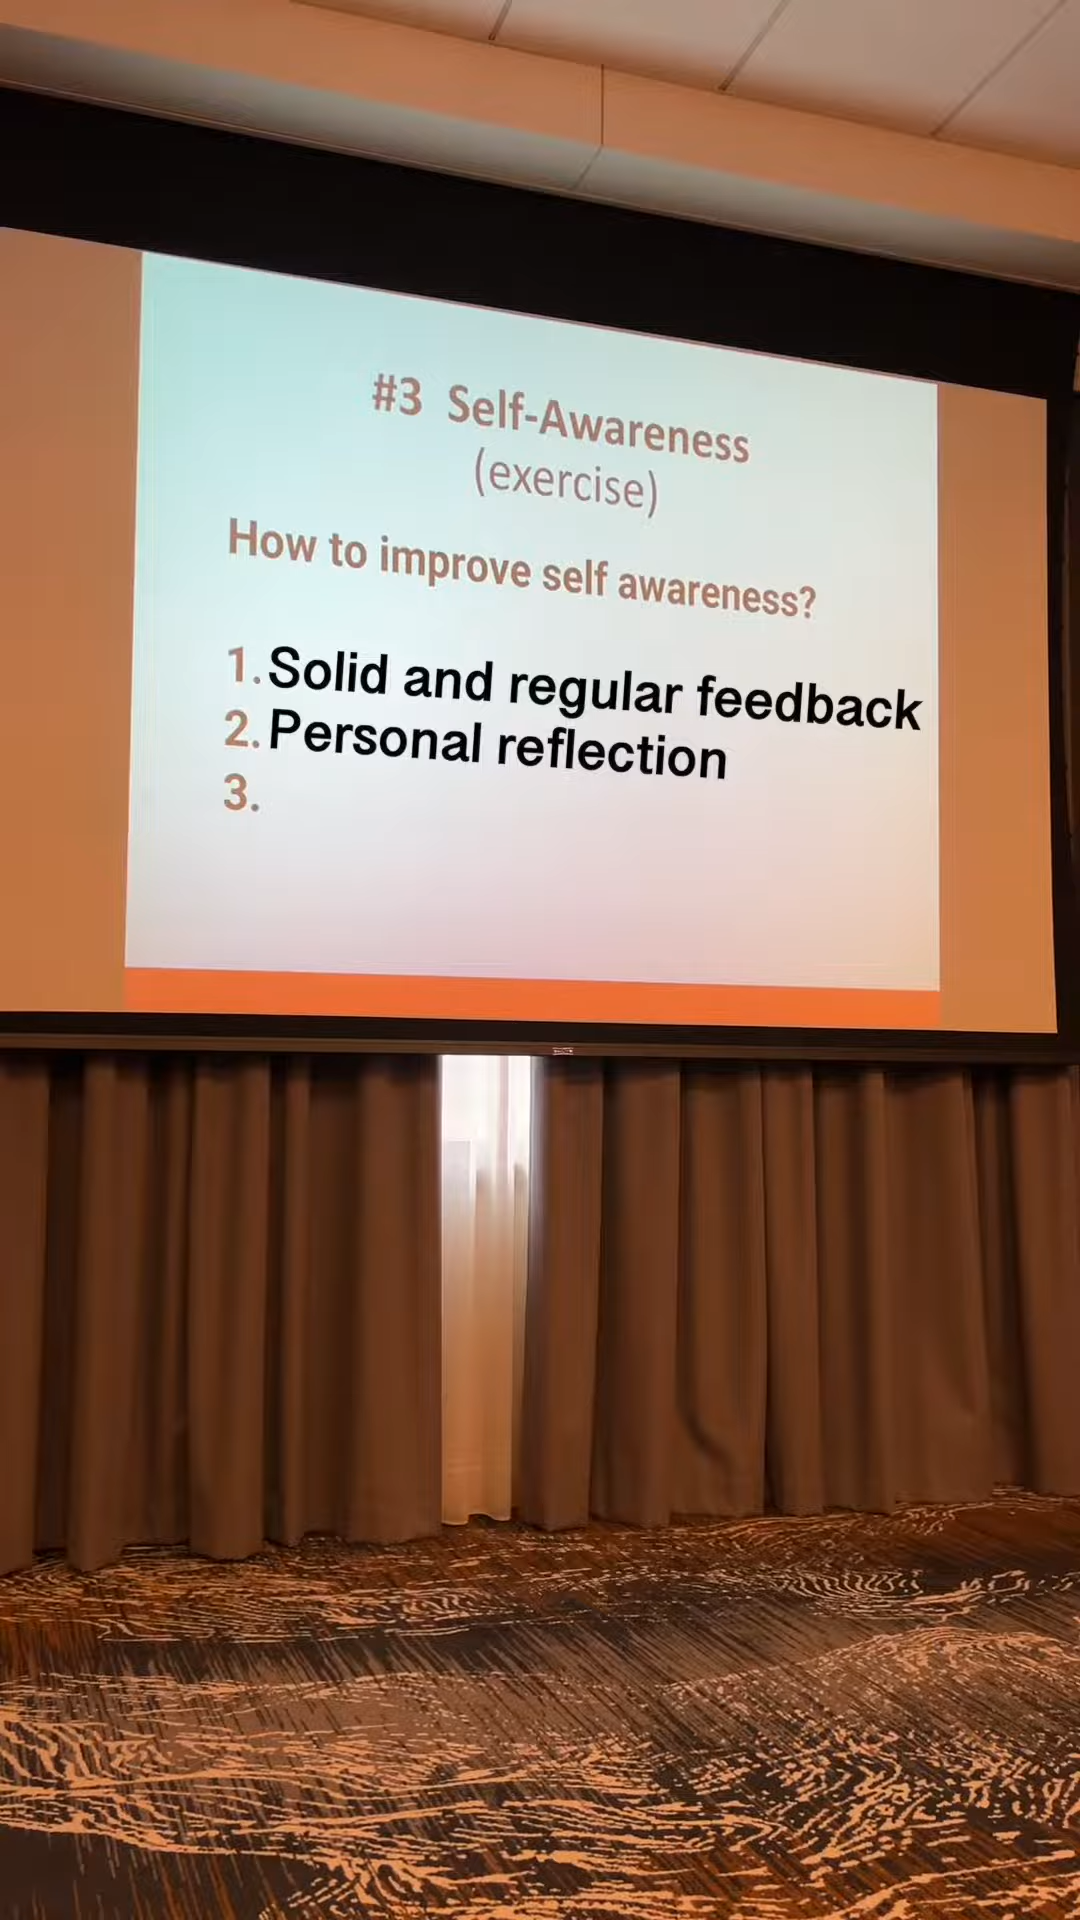 #3 Self-Awareness
(exercise)
How to improve self awareness?
1. Solid and regular feedback
2. Personal reflection
3.